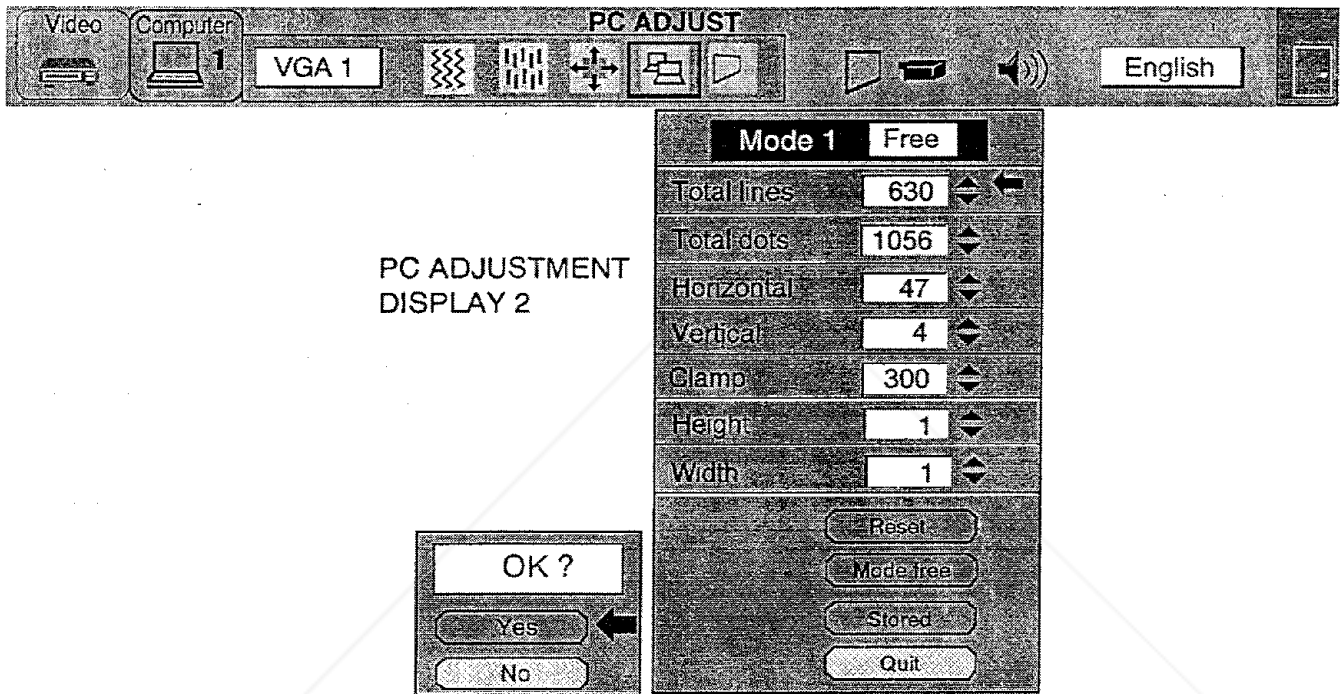 Video
Computer
PC ADJUST
1
VGA 1
English
Mode 1 Free
Total lines 630
Total dots 1056
Horizontal 47
Vertical 4
Clamp 300
Height 1
Width 1
Reset
Mode free
Stored
Quit
PC ADJUSTMENT
DISPLAY 2
OK ?
Yes
No